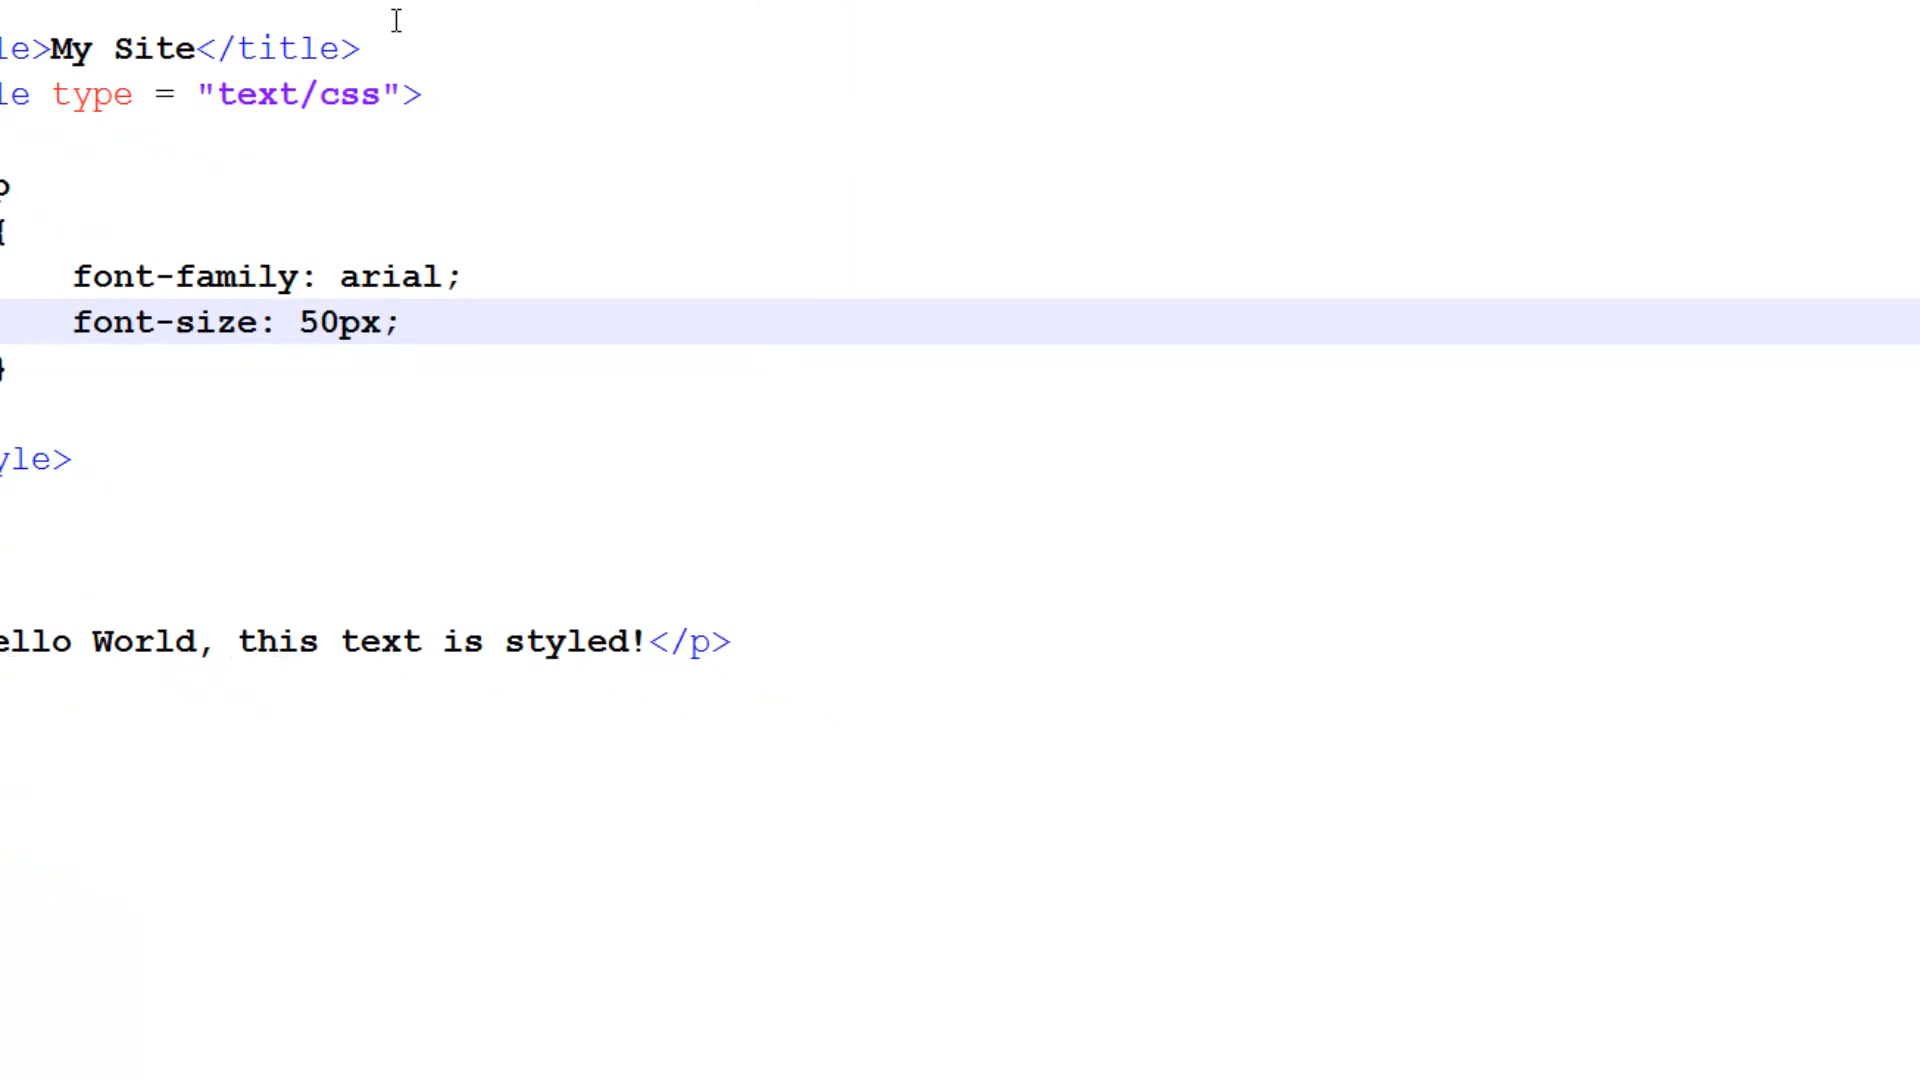 le>My Site</title>
le type = "text/css">
p
{
font-family: arial;
font-size: 50px;
}
yle>
ello World, this text is styled!</p>